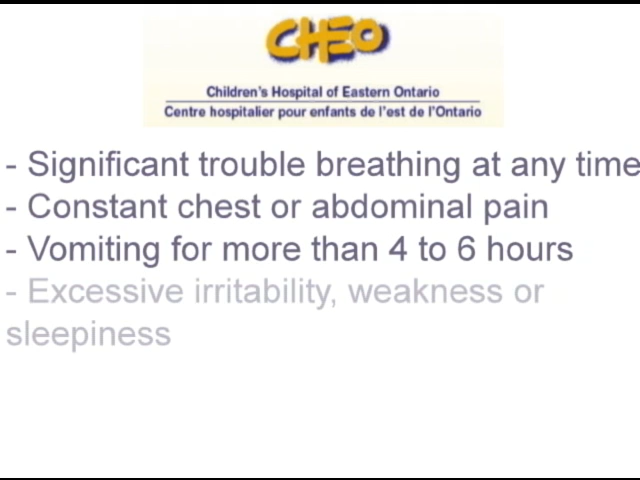 CHEO
Children's Hospital of Eastern Ontario
Centre hospitalier pour enfants de l'est de l'Ontario
- Significant trouble breathing at any time
- Constant chest or abdominal pain
- Vomiting for more than 4 to 6 hours
- Excessive irritability, weakness or
sleepiness